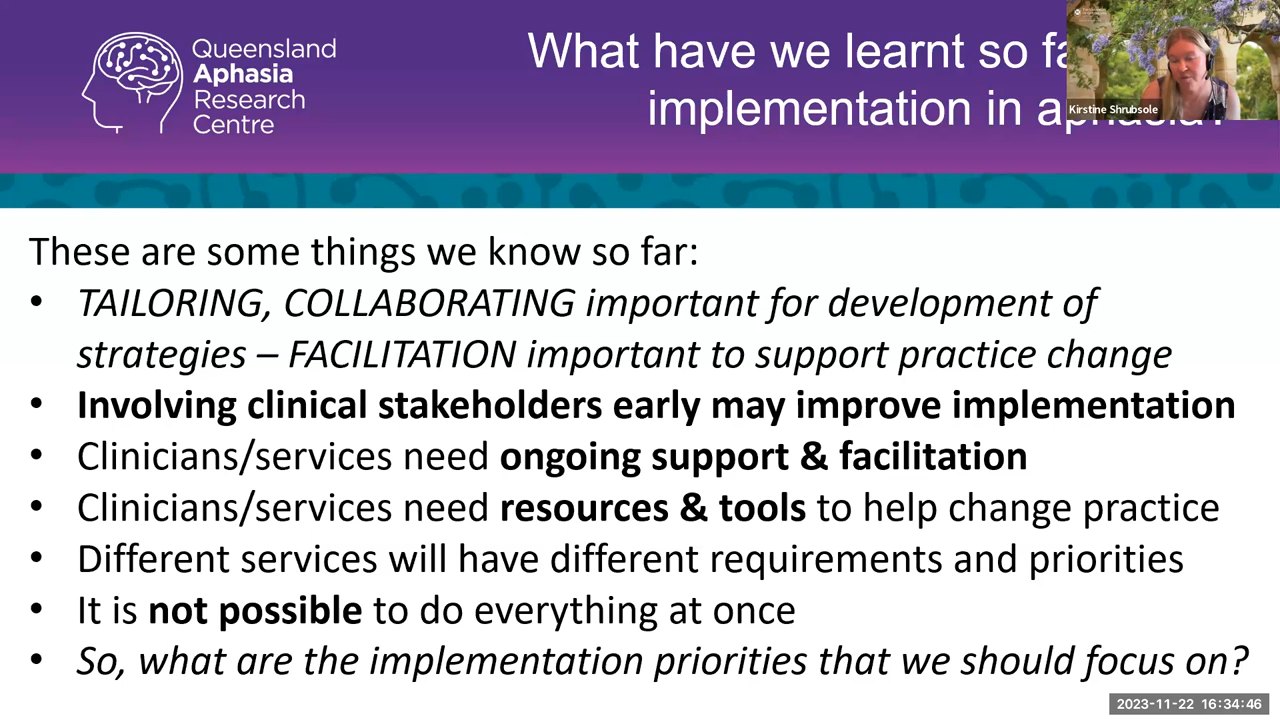 Queensland
Aphasia
Research
Centre
What have we learnt so
implementation in
Kirstine Shrubsole
These are some things we know so far:
• TAILORING, COLLABORATING important for development of
strategies – FACILITATION important to support practice change
• Involving clinical stakeholders early may improve implementation
• Clinicians/services need ongoing support & facilitation
• Clinicians/services need resources & tools to help change practice
• Different services will have different requirements and priorities
• It is not possible to do everything at once
• So, what are the implementation priorities that we should focus on?
2023-11-22 16:34:46